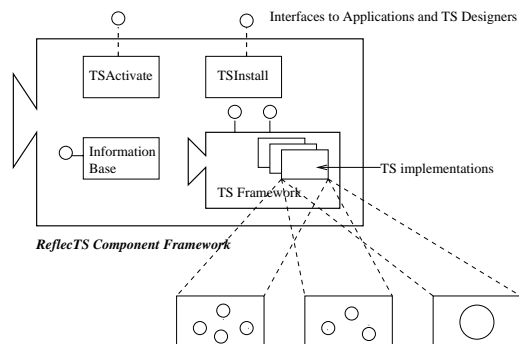 Interfaces to Applications and TS Designers
TSActivate
TSInstall
Information
Base
TS implementations
TS Framework
ReflecTS Component Framework